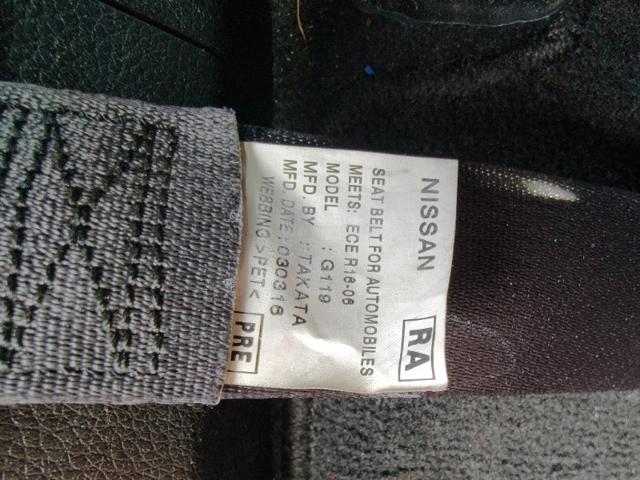 NISSAN RA
SEAT BELT FOR AUTOMOBILES
MEETS: ECE R16-06
MODEL : G119
MFD. BY : TAKATA
MFD. DATE : 030316
WEBBING >PET< PRE